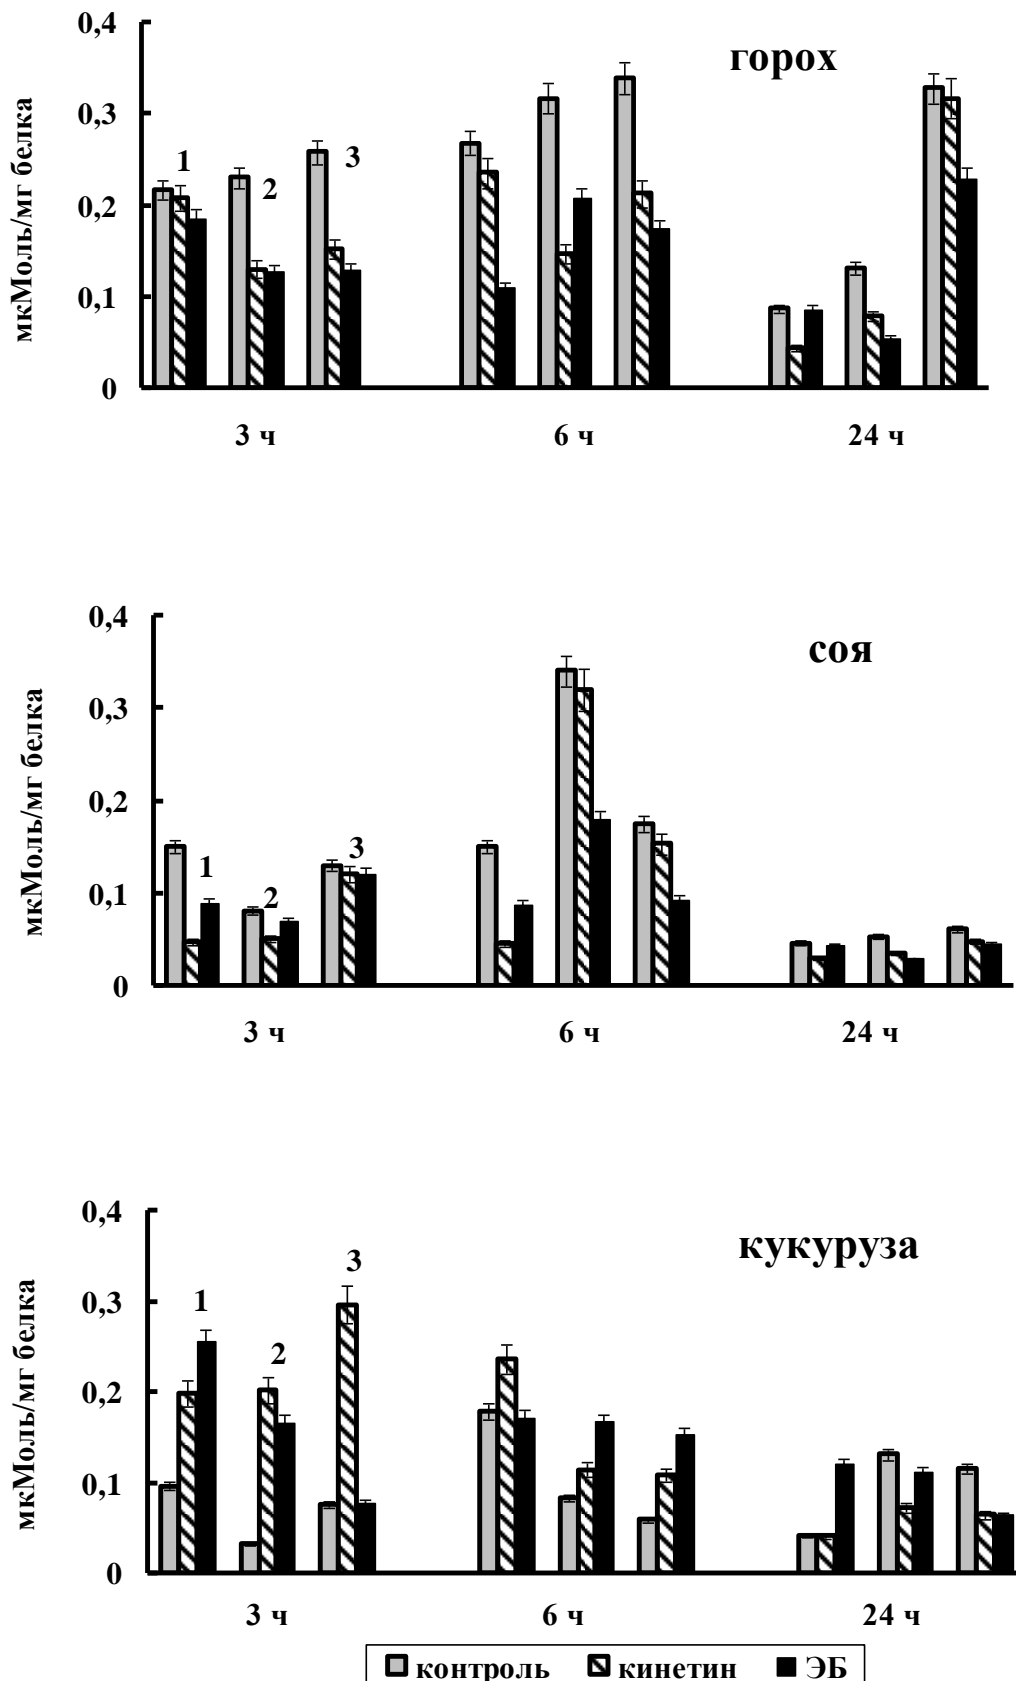 горох
мкМоль/мг белка
0,4
0,3
0,2
0,1
0
1
2
3
3 ч 6 ч 24 ч
соя
мкМоль/мг белка
0,4
0,3
0,2
0,1
0
1
2
3
3 ч 6 ч 24 ч
кукуруза
мкМоль/мг белка
0,4
0,3
0,2
0,1
0
1
2
3
3 ч 6 ч 24 ч
контроль кинетин ЭБ